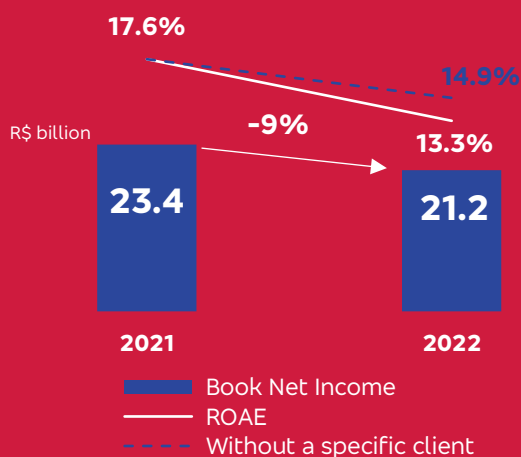 17.6%
14.9%
R$ billion
-9%
13.3%
23.4
21.2
2021
2022
Book Net Income
ROAE
Without a specific client